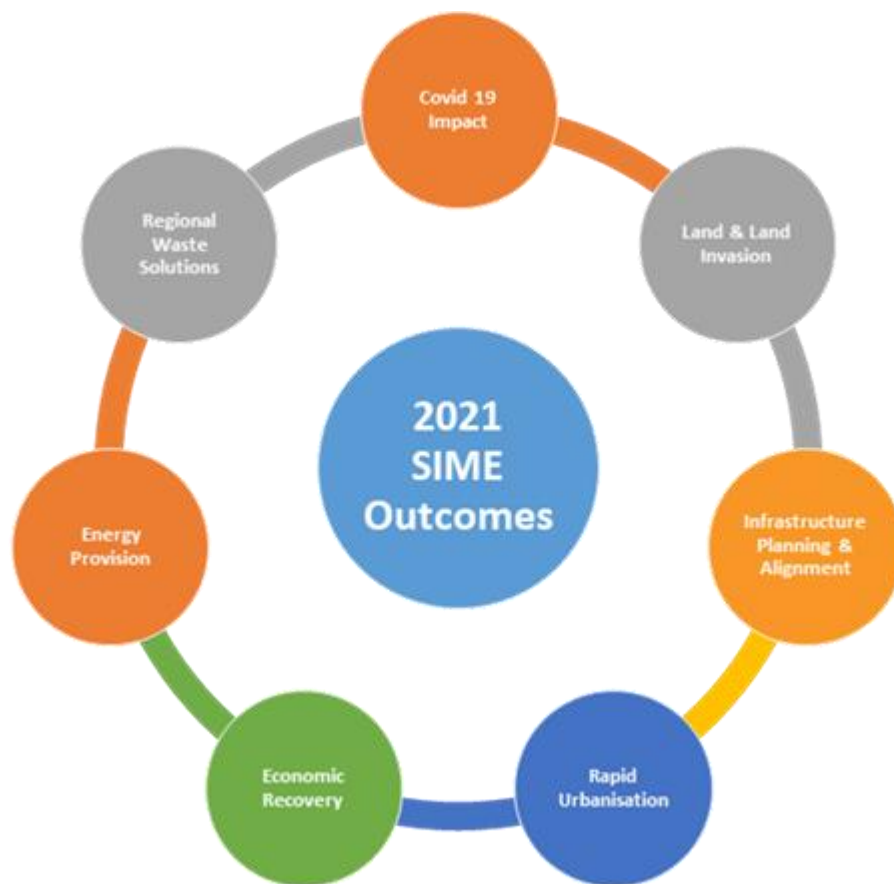 Covid 19
Impact
Land & Land
Invasion
Infrastructure
Planning &
Alignment
Rapid
Urbanisation
Economic
Recovery
Energy
Provision
Regional
Waste
Solutions
2021
SIME
Outcomes